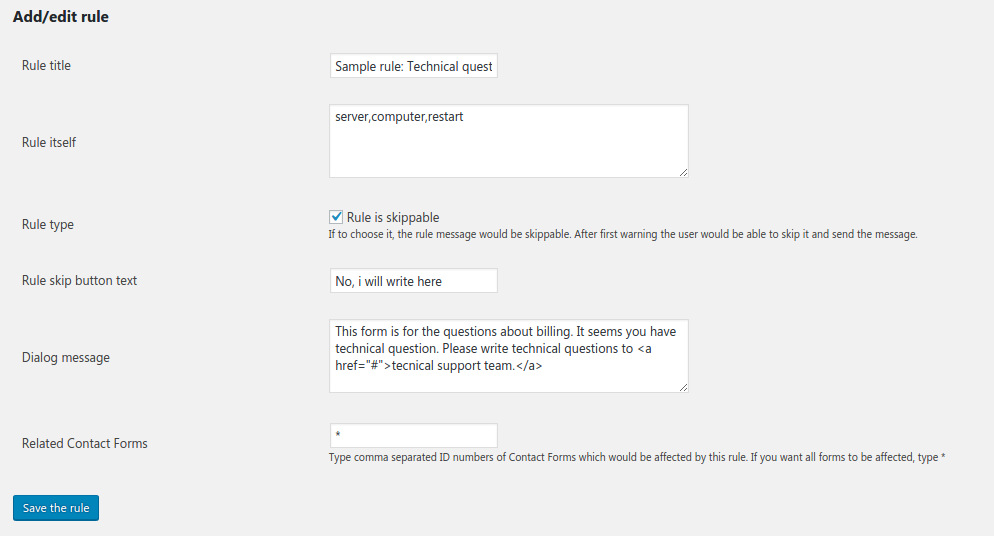 Add/edit rule
Rule title
Sample rule: Technical quest
Rule itself
server,computer,restart
Rule type
Rule is skippable
If to choose it, the rule message would be skippable. After first warning the user would be able to skip it and send the message.
Rule skip button text
No, i will write here
Dialog message
This form is for the questions about billing. It seems you have
technical question. Please write technical questions to <a
href="#">tecnical support team.</a>
Related Contact Forms
*
Type comma separated ID numbers of Contact Forms which would be affected by this rule. If you want all forms to be affected, type *
Save the rule